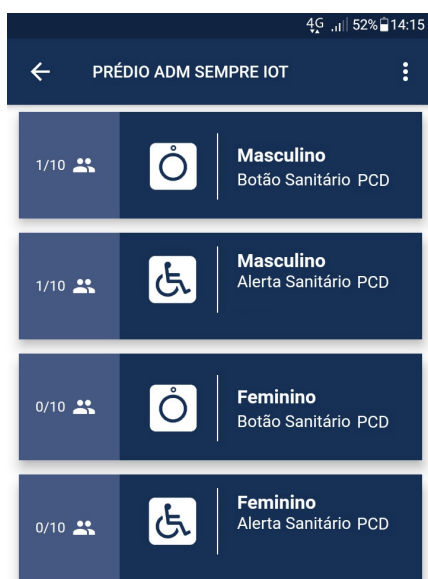 4G 52% 14:15
PRÉDIO ADM SEMPRE IOT
1/10
Masculino
Botão Sanitário PCD
1/10
Masculino
Alerta Sanitário PCD
0/10
Feminino
Botão Sanitário PCD
0/10
Feminino
Alerta Sanitário PCD